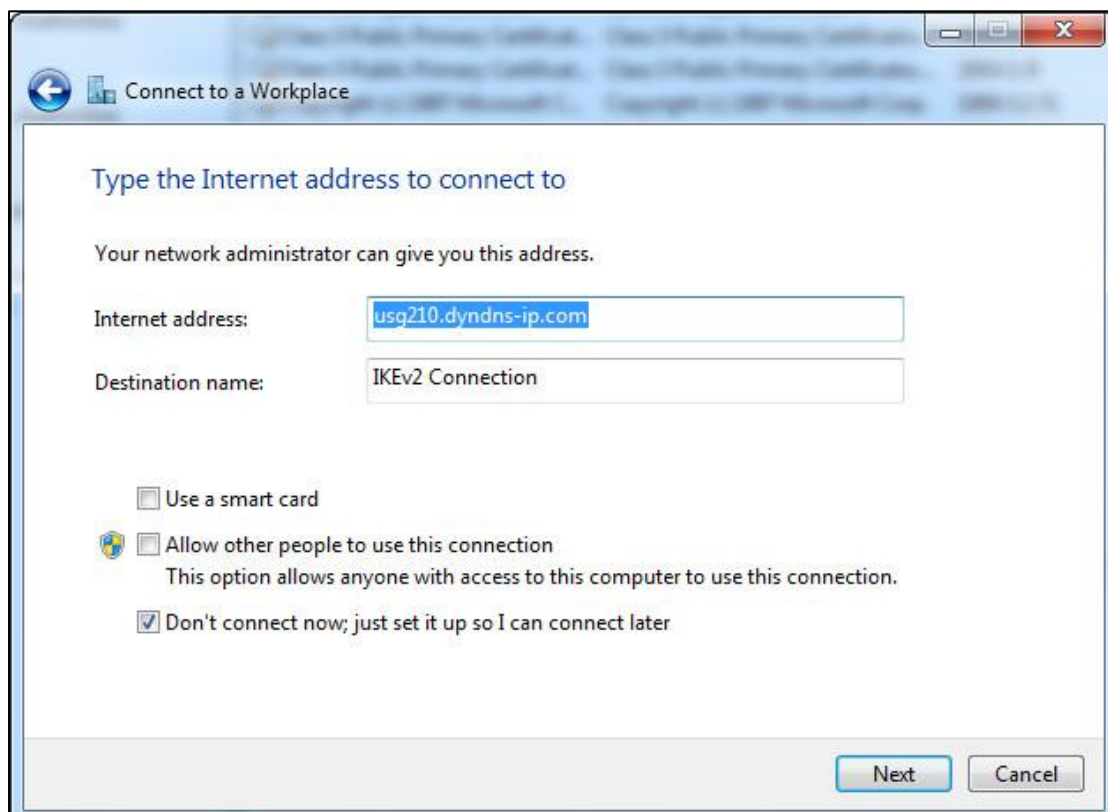 Connect to a Workplace
Type the Internet address to connect to
Your network administrator can give you this address.
Internet address: usg210.dyndns-ip.com
Destination name: IKEv2 Connection
Use a smart card
Allow other people to use this connection
This option allows anyone with access to this computer to use this connection.
Don't connect now; just set it up so I can connect later
Next Cancel